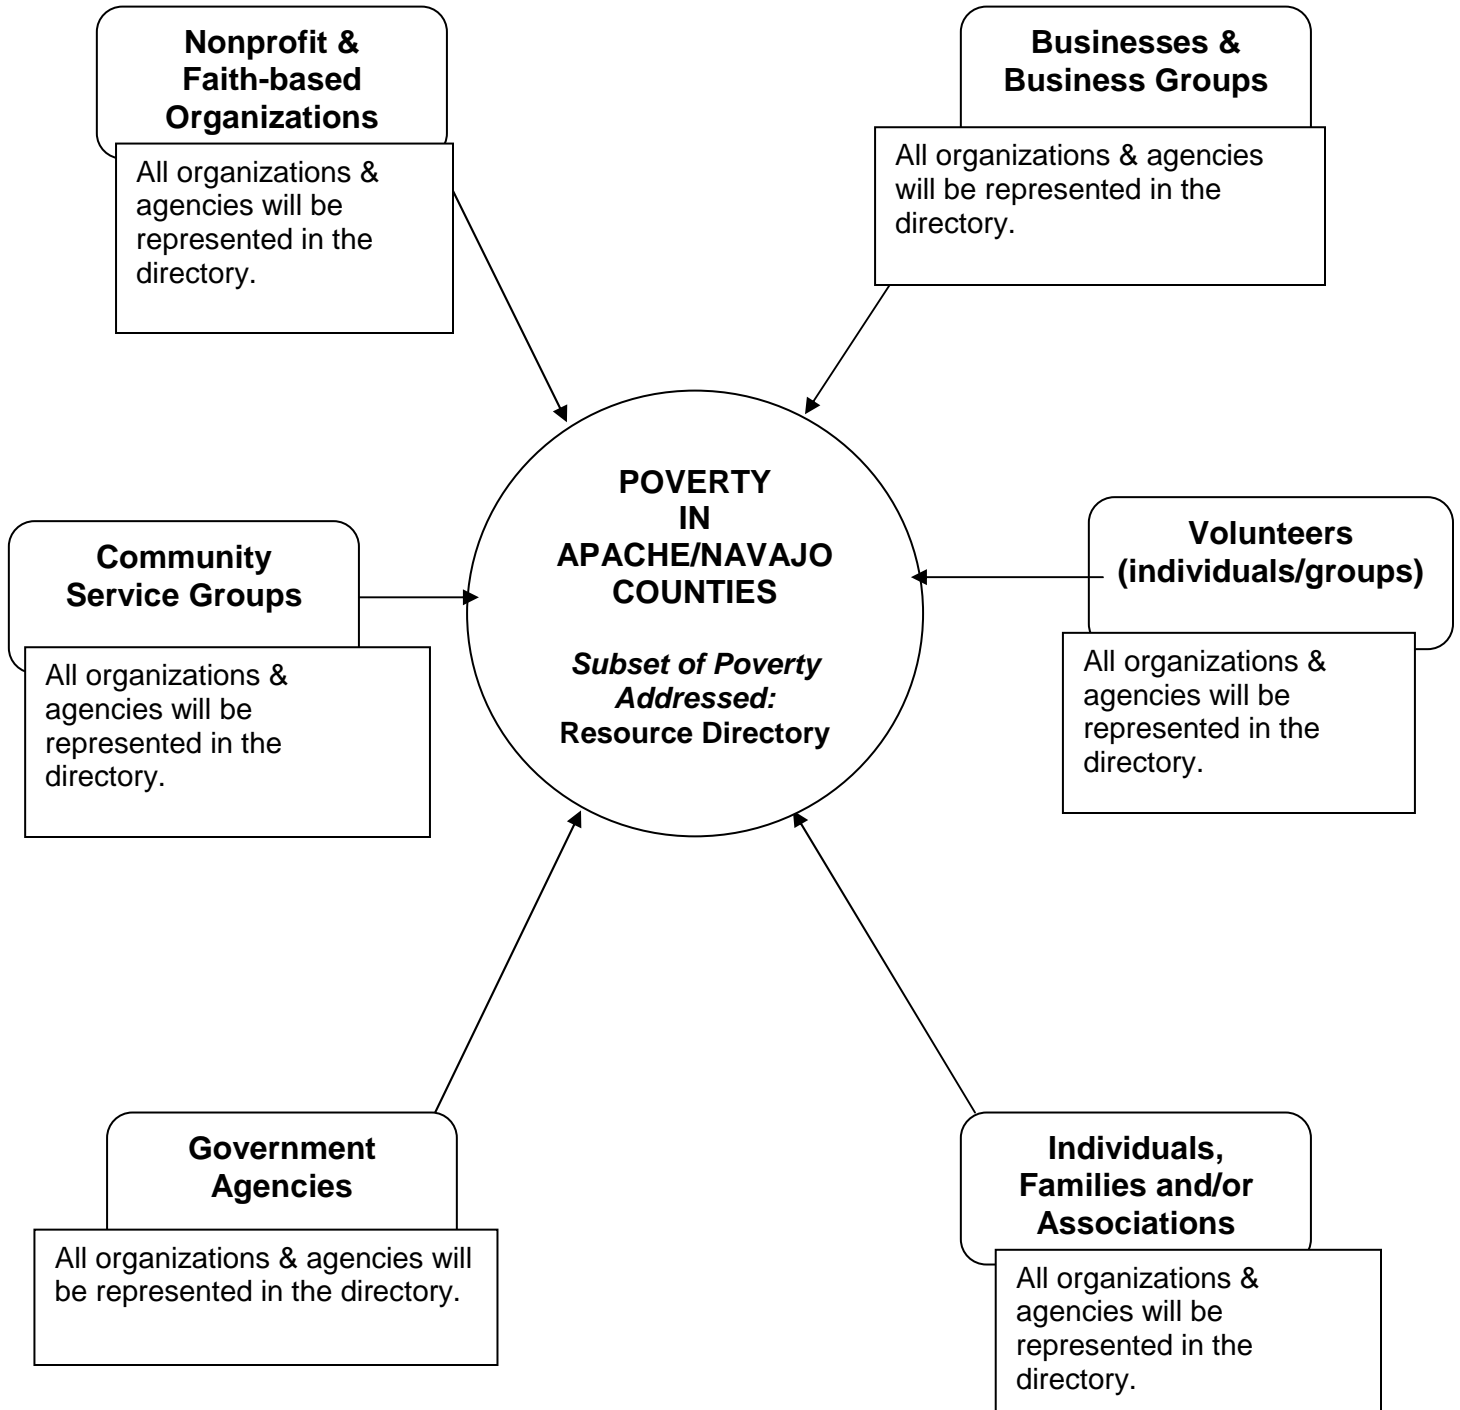 Nonprofit &
Faith-based
Organizations
All organizations &
agencies will be
represented in the
directory.
Businesses &
Business Groups
All organizations & agencies
will be represented in the
directory.
POVERTY
IN
APACHE/NAVAJO
COUNTIES
Subset of Poverty
Addressed:
Resource Directory
Community
Service Groups
All organizations &
agencies will be
represented in the
directory.
Volunteers
(individuals/groups)
All organizations &
agencies will be
represented in the
directory.
Government
Agencies
All organizations & agencies will
be represented in the directory.
Individuals,
Families and/or
Associations
All organizations &
agencies will be
represented in the
directory.